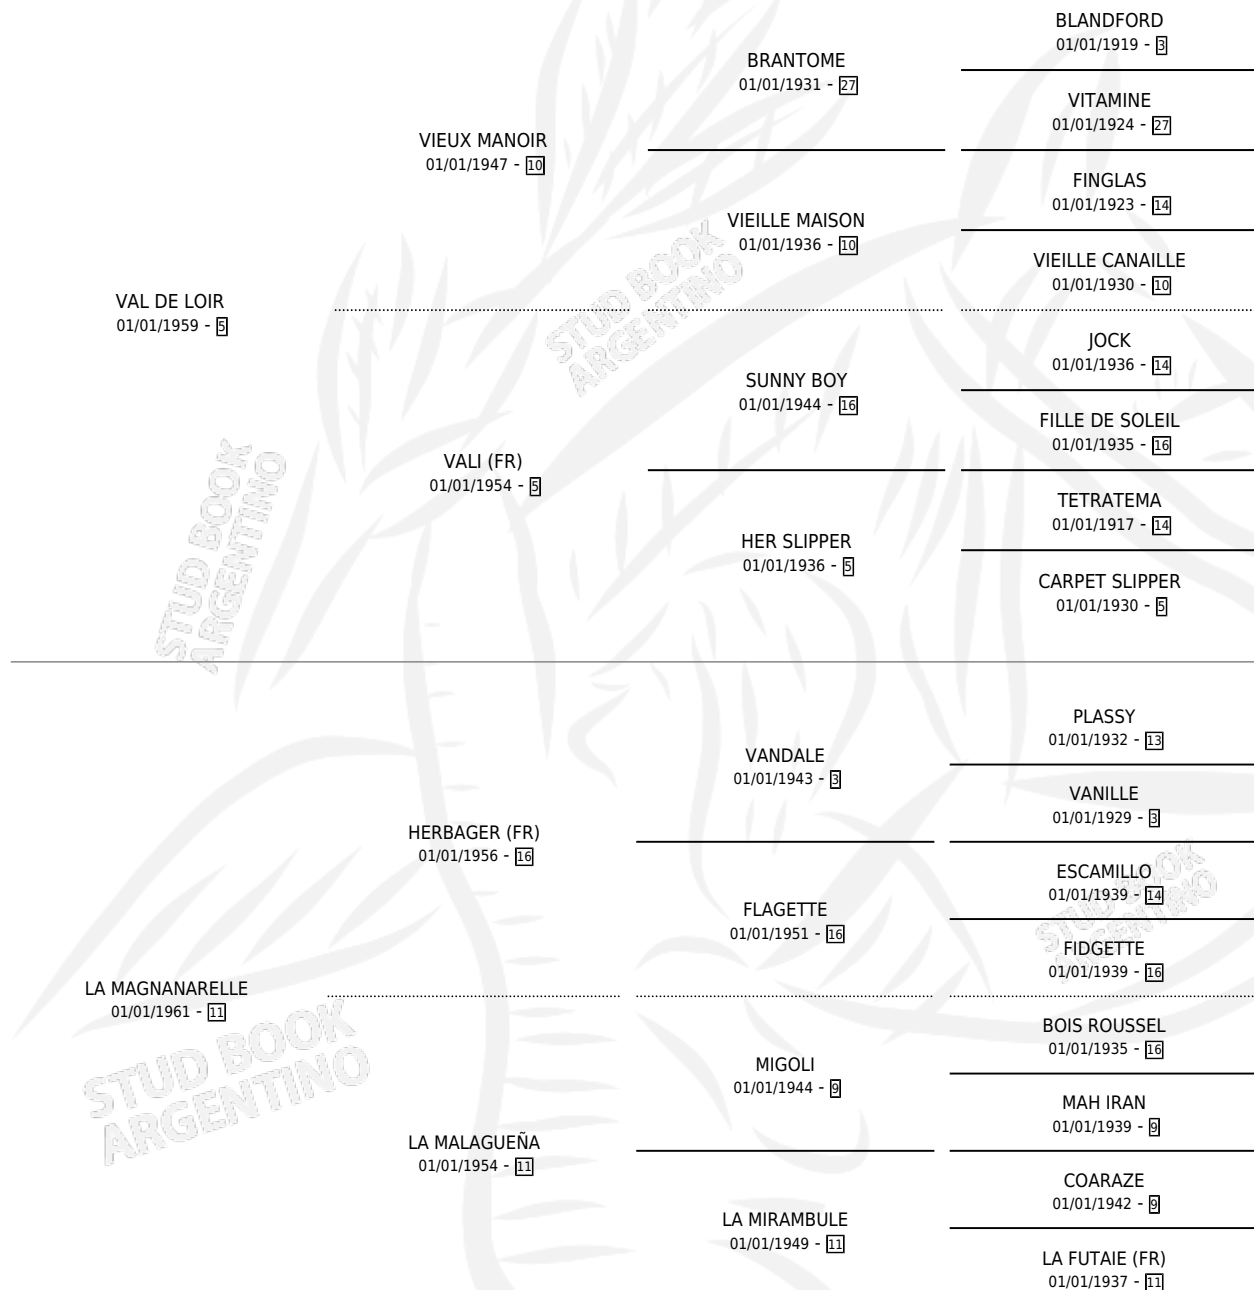 BLANDFORD
01/01/1919 - 3
BRANTOME
01/01/1931 - 27
VITAMINE
01/01/1924 - 27
VIEUX MANOIR
01/01/1947 - 10
FINGLAS
01/01/1923 - 14
VIEILLE MAISON
01/01/1936 - 10
VIEILLE CANAILLE
01/01/1930 - 10
VAL DE LOIR
01/01/1959 - 5
JOCK
01/01/1936 - 14
SUNNY BOY
01/01/1944 - 16
FILLE DE SOLEIL
01/01/1935 - 16
VALI (FR)
01/01/1954 - 5
TETRATEMA
01/01/1917 - 14
HER SLIPPER
01/01/1936 - 5
CARPET SLIPPER
01/01/1930 - 5
PLASSY
01/01/1932 - 13
VANDALE
01/01/1943 - 3
VANILLE
01/01/1929 - 3
HERBAGER (FR)
01/01/1956 - 16
ESCAMILLO
01/01/1939 - 14
FLAGETTE
01/01/1951 - 16
FIDGETTE
01/01/1939 - 16
LA MAGNANARELLE
01/01/1961 - 11
BOIS ROUSSEL
01/01/1935 - 16
MIGOLI
01/01/1944 - 9
MAH IRAN
01/01/1939 - 9
LA MALAGUEÑA
01/01/1954 - 11
COARAZE
01/01/1942 - 9
LA MIRAMBULE
01/01/1949 - 11
LA FUTAIE (FR)
01/01/1937 - 11
STUD BOOK
ARGENTINO
STUD BOOK
ARGENTINO
STUD BOOK
ARGENTINO
STUD BOOK
ARGENTINO